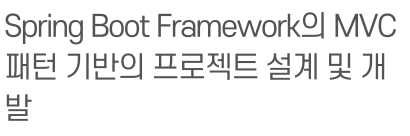 Spring Boot Framework의 MVC
패턴 기반의 프로젝트 설계 및 개
발